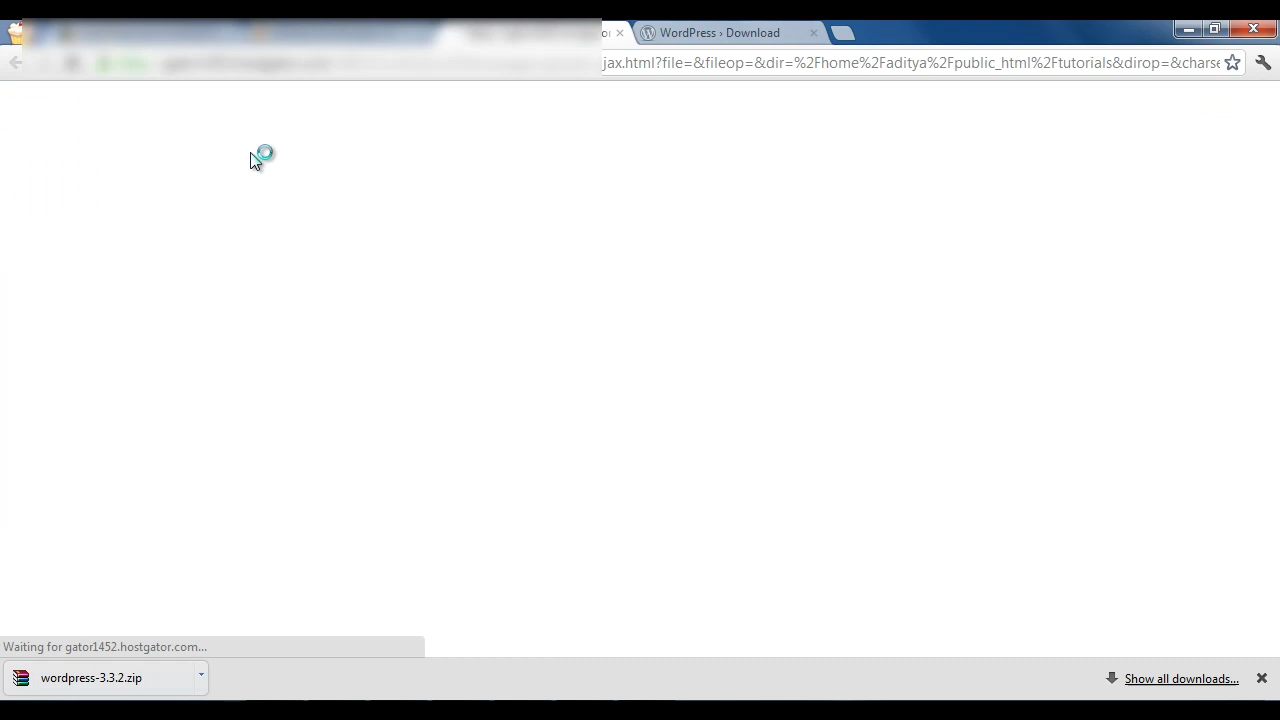 or
WordPress › Download
jax.html?file=&fileop=&dir=%2Fhome%2Faditya%2Fpublic_html%2Ftutorials&dirop=&charse
Waiting for gator1452.hostgator.com...
wordpress-3.3.2.zip
Show all downloads...